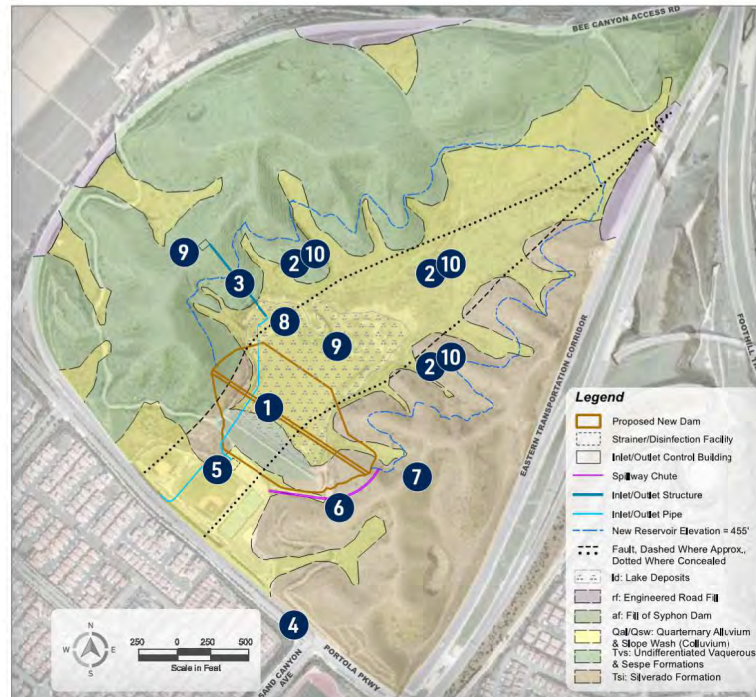 BEE CANYON ACCESS RD
9
3
2
10
2
10
8
9
2
10
1
5
6
7
4
EASTERN TRANSPORTATION CORRIDOR
PORTOLA PKWY
SAND CANYON
AVE
N
W
E
S
250 0 250 500
Scale in Feet
Legend
Proposed New Dam
Strainer/Disinfection Facility
Inlet/Outlet Control Building
Spillway Chute
Inlet/Outlet Structure
Inlet/Outlet Pipe
New Reservoir Elevation = 455'
Fault, Dashed Where Approx.,
Dotted Where Concealed
ld: Lake Deposits
rf: Engineered Road Fill
af: Fill of Syphon Dam
Qal/Qsw: Quarternary Alluvium
& Slope Wash (Colluvium)
Tvs: Undifferentiated Vaquerous
& Sespe Formations
Tsi: Silverado Formation